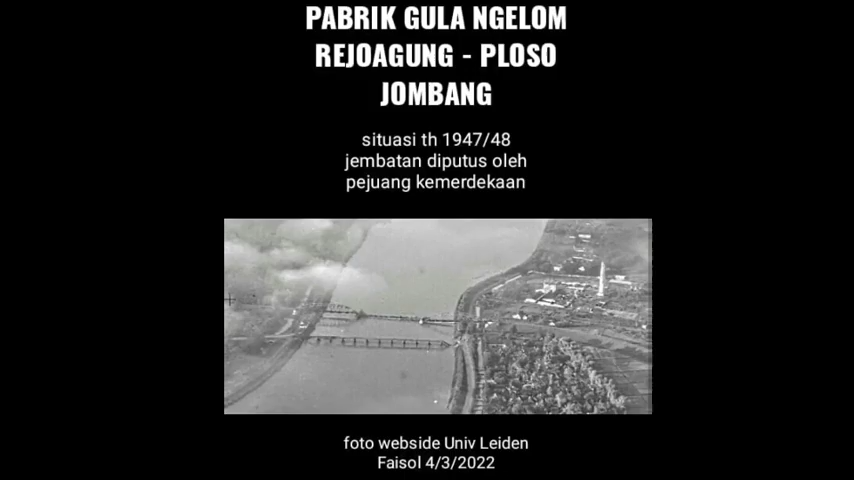 PABRIK GULA NGELOM
REJOAGUNG - PLOSO
JOMBANG
situasi th 1947/48
jembatan diputus oleh
pejuang kemerdekaan
foto webside Univ Leiden
Faisol 4/3/2022